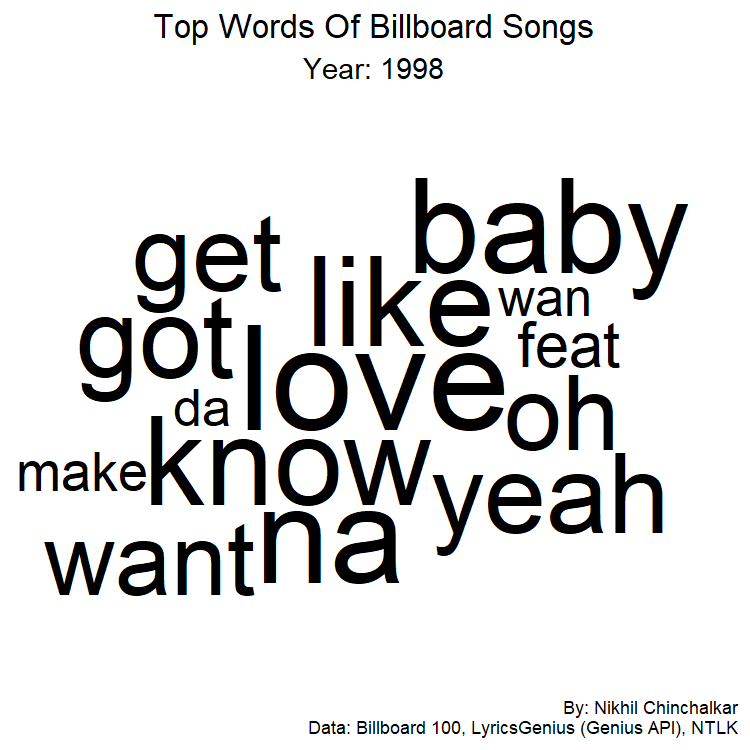 Top Words Of Billboard Songs
Year: 1998
baby
get
like
wan
got
feat
love
da
oh
know
make
yeah
na
want
By: Nikhil Chinchalkar
Data: Billboard 100, LyricsGenius (Genius API), NTLK